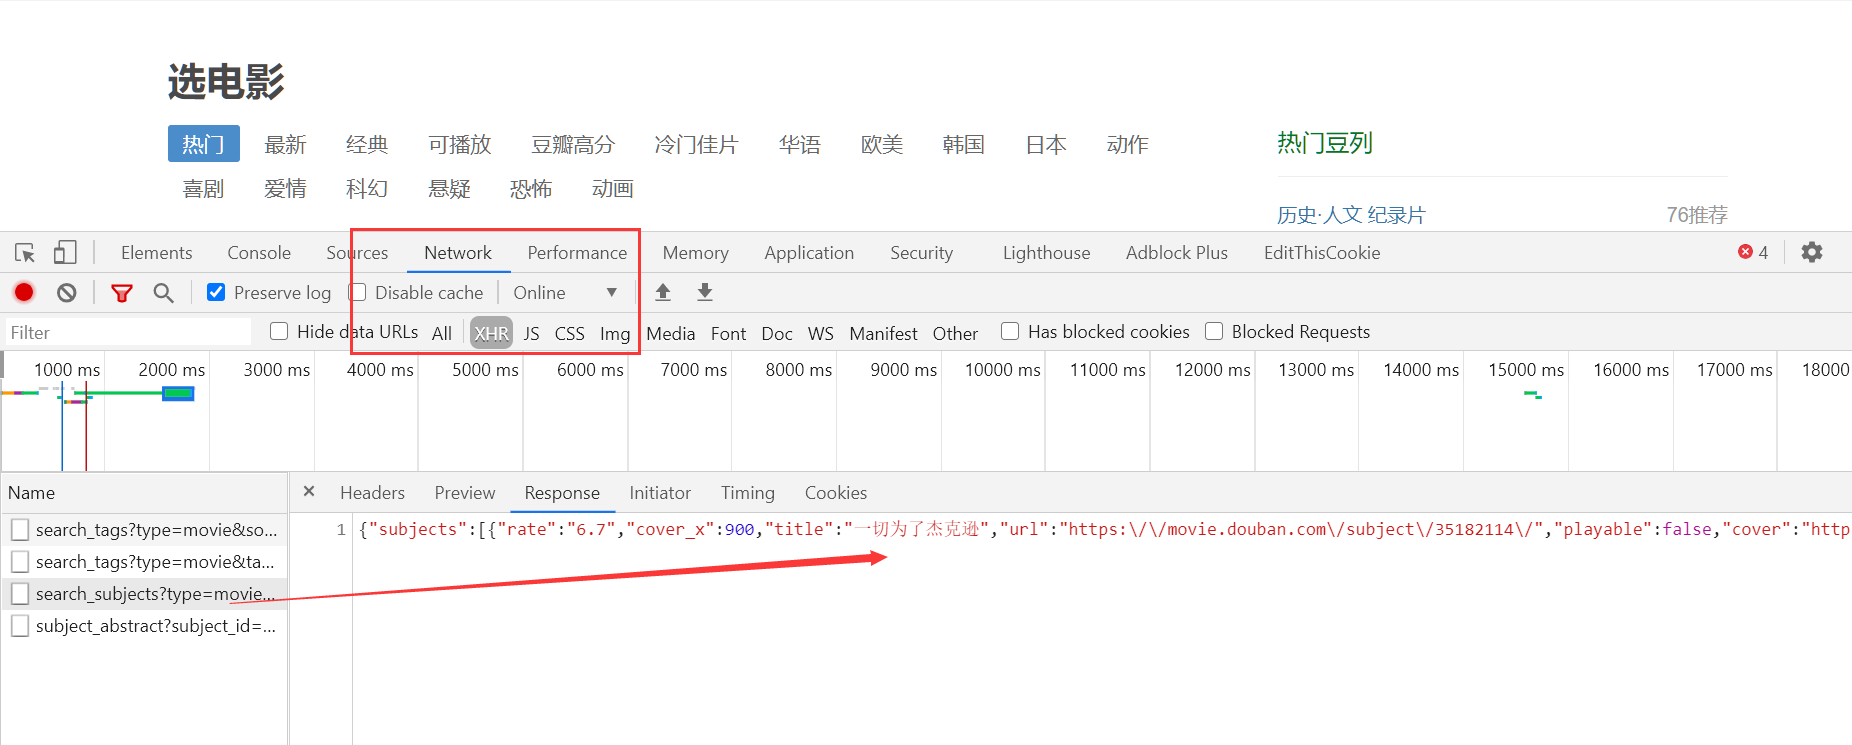 选电影
热门 最新 经典 可播放 豆瓣高分 冷门佳片 华语 欧美 韩国 日本 动作
喜剧 爱情 科幻 悬疑 恐怖 动画
热门豆列
历史·人文 纪录片 76推荐
Elements Console Sources Network Performance Memory Application Security Lighthouse Adblock Plus EditThisCookie 4
Preserve log Disable cache Online
Filter Hide data URLs All XHR JS CSS Img Media Font Doc WS Manifest Other Has blocked cookies Blocked Requests
1000 ms 2000 ms 3000 ms 4000 ms 5000 ms 6000 ms 7000 ms 8000 ms 9000 ms 10000 ms 11000 ms 12000 ms 13000 ms 14000 ms 15000 ms 16000 ms 17000 ms 18000
Name × Headers Preview Response Initiator Timing Cookies
search_tags?type=movie&so...
search_tags?type=movie&ta...
search_subjects?type=movie...
subject_abstract?subject_id=...
1 {"subjects":[{"rate":"6.7","cover_x":900,"title":"一切为了杰克逊","url":"https:\/\/movie.douban.com\/subject\/35182114\/","playable":false,"cover":"http